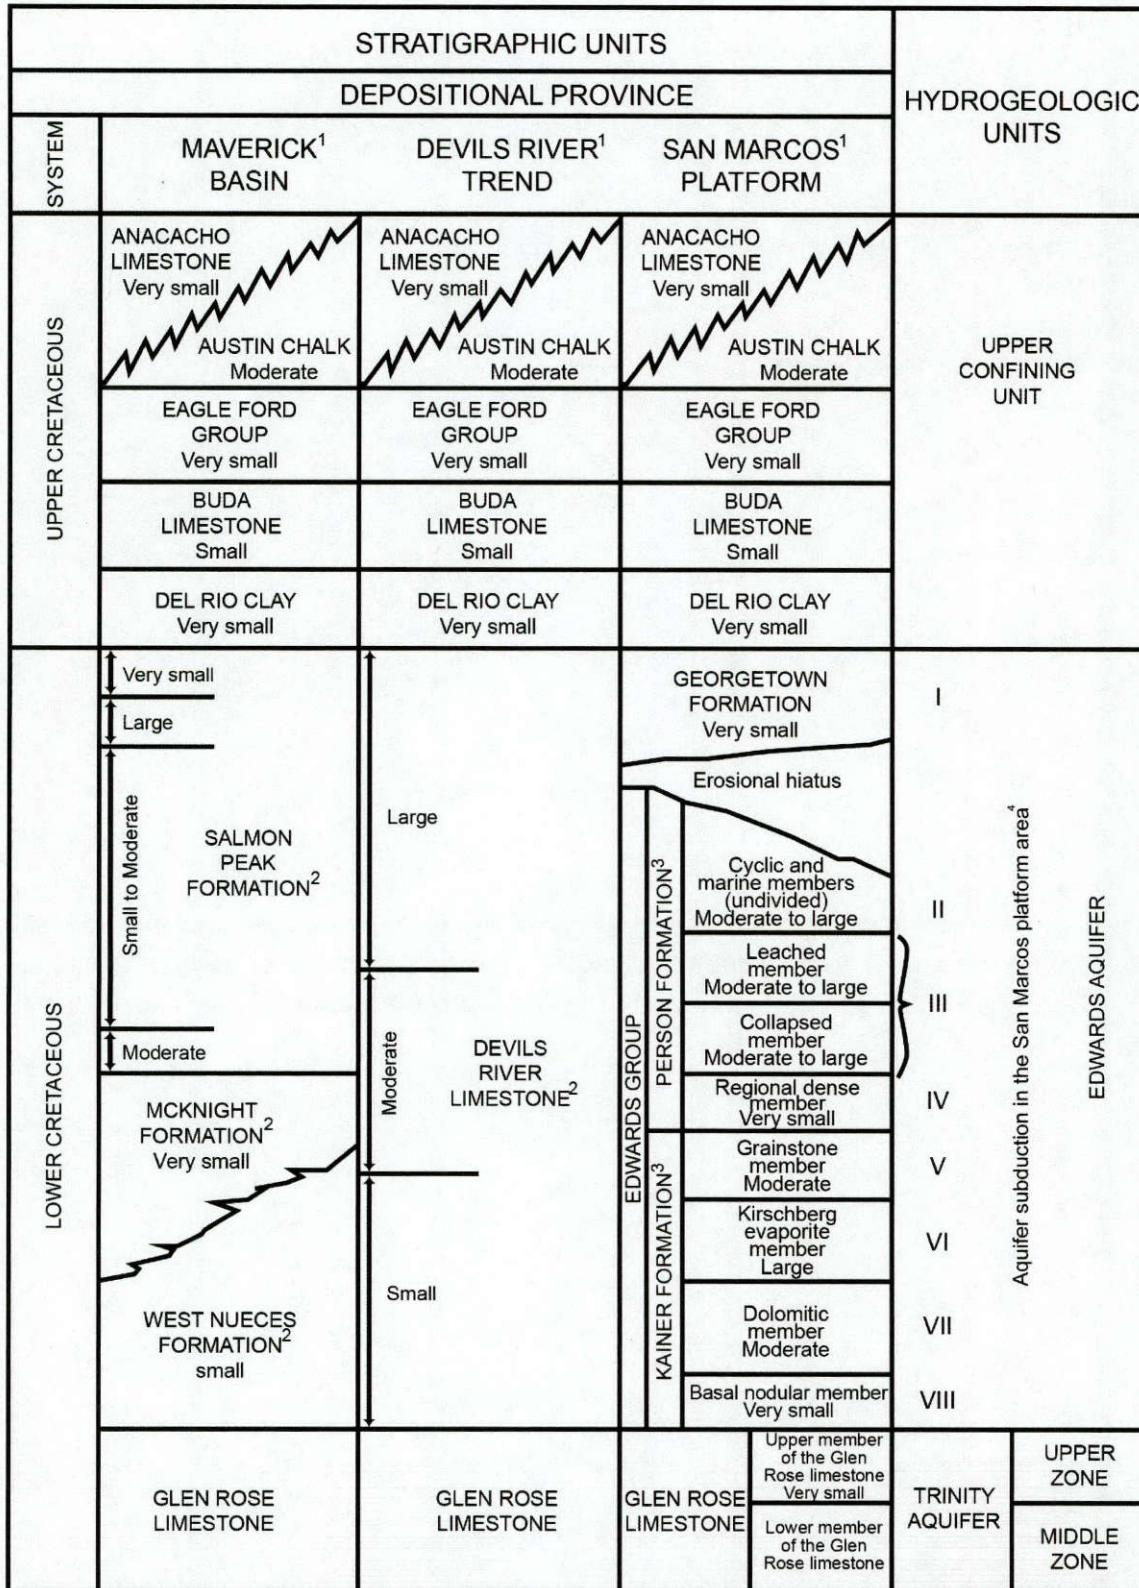 STRATIGRAPHIC UNITS
DEPOSITIONAL PROVINCE
HYDROGEOLOGIC
UNITS
SYSTEM
MAVERICK¹
BASIN
DEVILS RIVER¹
TREND
SAN MARCOS¹
PLATFORM
UPPER CRETACEOUS
ANACACHO
LIMESTONE
Very small
AUSTIN CHALK
Moderate
ANACACHO
LIMESTONE
Very small
AUSTIN CHALK
Moderate
ANACACHO
LIMESTONE
Very small
AUSTIN CHALK
Moderate
UPPER
CONFINING
UNIT
EAGLE FORD
GROUP
Very small
EAGLE FORD
GROUP
Very small
EAGLE FORD
GROUP
Very small
BUDA
LIMESTONE
Small
BUDA
LIMESTONE
Small
BUDA
LIMESTONE
Small
DEL RIO CLAY
Very small
DEL RIO CLAY
Very small
DEL RIO CLAY
Very small
LOWER CRETACEOUS
Very small
Large
Small to Moderate
Moderate
SALMON
PEAK
FORMATION²
MCKNIGHT
FORMATION²
Very small
WEST NUECES
FORMATION²
small
Large
Moderate
Small
DEVILS
RIVER
LIMESTONE²
GEORGETOWN
FORMATION
Very small
Erosional hiatus
EDWARDS GROUP
PERSON FORMATION³
KAINER FORMATION³
Cyclic and
marine members
(undivided)
Moderate to large
Leached
member
Moderate to large
Collapsed
member
Moderate to large
Regional dense
member
Very small
Grainstone
member
Moderate
Kirschberg
evaporite
member
Large
Dolomitic
member
Moderate
Basal nodular member
Very small
I
II
III
IV
V
VI
VII
VIII
Aquifer subduction in the San Marcos platform area⁴
EDWARDS AQUIFER
GLEN ROSE
LIMESTONE
GLEN ROSE
LIMESTONE
GLEN ROSE
LIMESTONE
Upper member
of the Glen
Rose limestone
Very small
Lower member
of the Glen
Rose limestone
TRINITY
AQUIFER
UPPER
ZONE
MIDDLE
ZONE